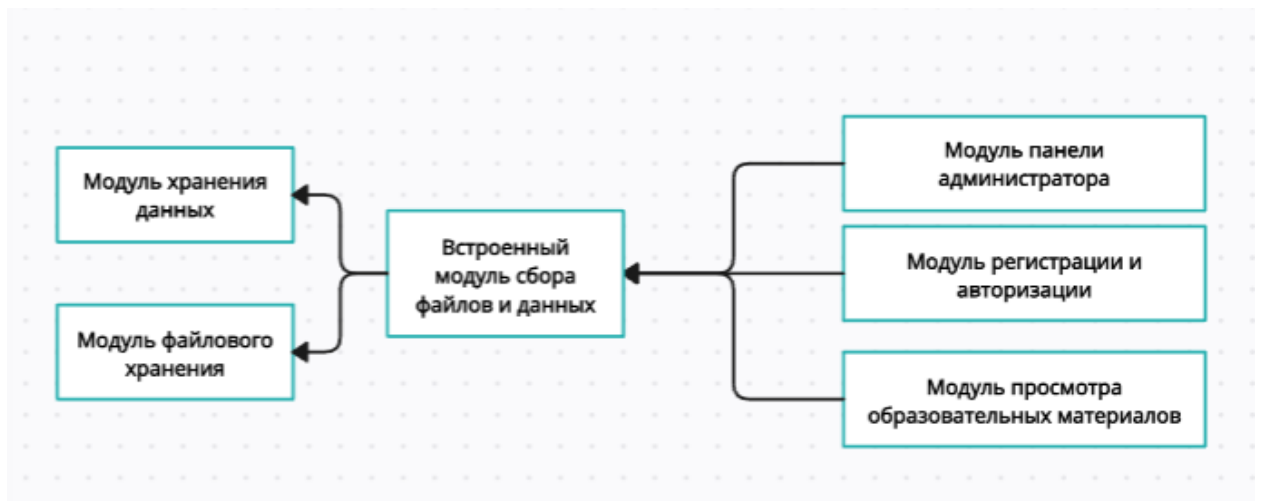 Модуль хранения
данных
Модуль файлового
хранения
Встроенный
модуль сбора
файлов и данных
Модуль панели
администратора
Модуль регистрации и
авторизации
Модуль просмотра
образовательных материалов